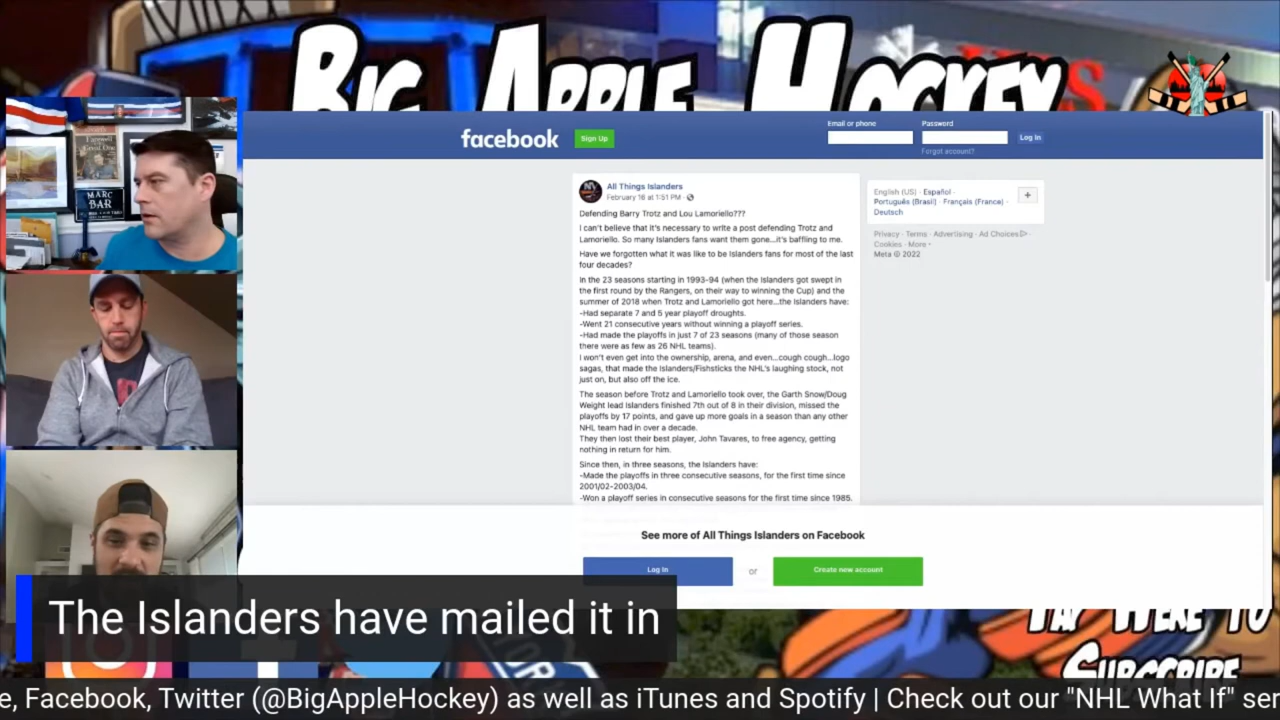 BIG APPLE HOCKEY
facebook
Sign Up
Email or phone
Password
Log In
Forgot account?
All Things Islanders
February 16 at 1:51 PM ·
Defending Barry Trotz and Lou Lamoriello???
I can't believe that it's necessary to write a post defending Trotz and
Lamoriello. So many Islanders fans want them gone...it's baffling to me.
Have we forgotten what it was like to be Islanders fans for most of the last
four decades?
In the 23 seasons starting in 1993-94 (when the Islanders got swept in
the first round by the Rangers, on their way to winning the Cup) and the
summer of 2018 when Trotz and Lamoriello got here...the Islanders have:
-Had separate 7 and 5 year playoff droughts.
-Went 21 consecutive years without winning a playoff series.
-Had made the playoffs in just 7 of 23 seasons (many of those season
there were as few as 26 NHL teams).
I won't even get into the ownership, arena, and even...cough cough...logo
sagas, that made the Islanders/Fishsticks the NHL's laughing stock, not
just on, but also off the ice.
The season before Trotz and Lamoriello took over, the Garth Snow/Doug
Weight lead Islanders finished 7th out of 8 in their division, missed the
playoffs by 17 points, and gave up more goals in a season than any other
NHL team had in over a decade.
They then lost their best player, John Tavares, to free agency, getting
nothing in return for him.
Since then, in three seasons, the Islanders have:
-Made the playoffs in three consecutive seasons, for the first time since
2001/02-2003/04.
-Won a playoff series in consecutive seasons for the first time since 1985.
English (US) · Español ·
Português (Brasil) · Français (France) ·
Deutsch
+
Privacy · Terms · Advertising · Ad Choices ·
Cookies · More ·
Meta © 2022
See more of All Things Islanders on Facebook
Log In
or
Create new account
MARC
BAR
The Islanders have mailed it in
TAP HERE TO
SUBSCRIBE
e, Facebook, Twitter (@BigAppleHockey) as well as iTunes and Spotify | Check out our "NHL What If" ser